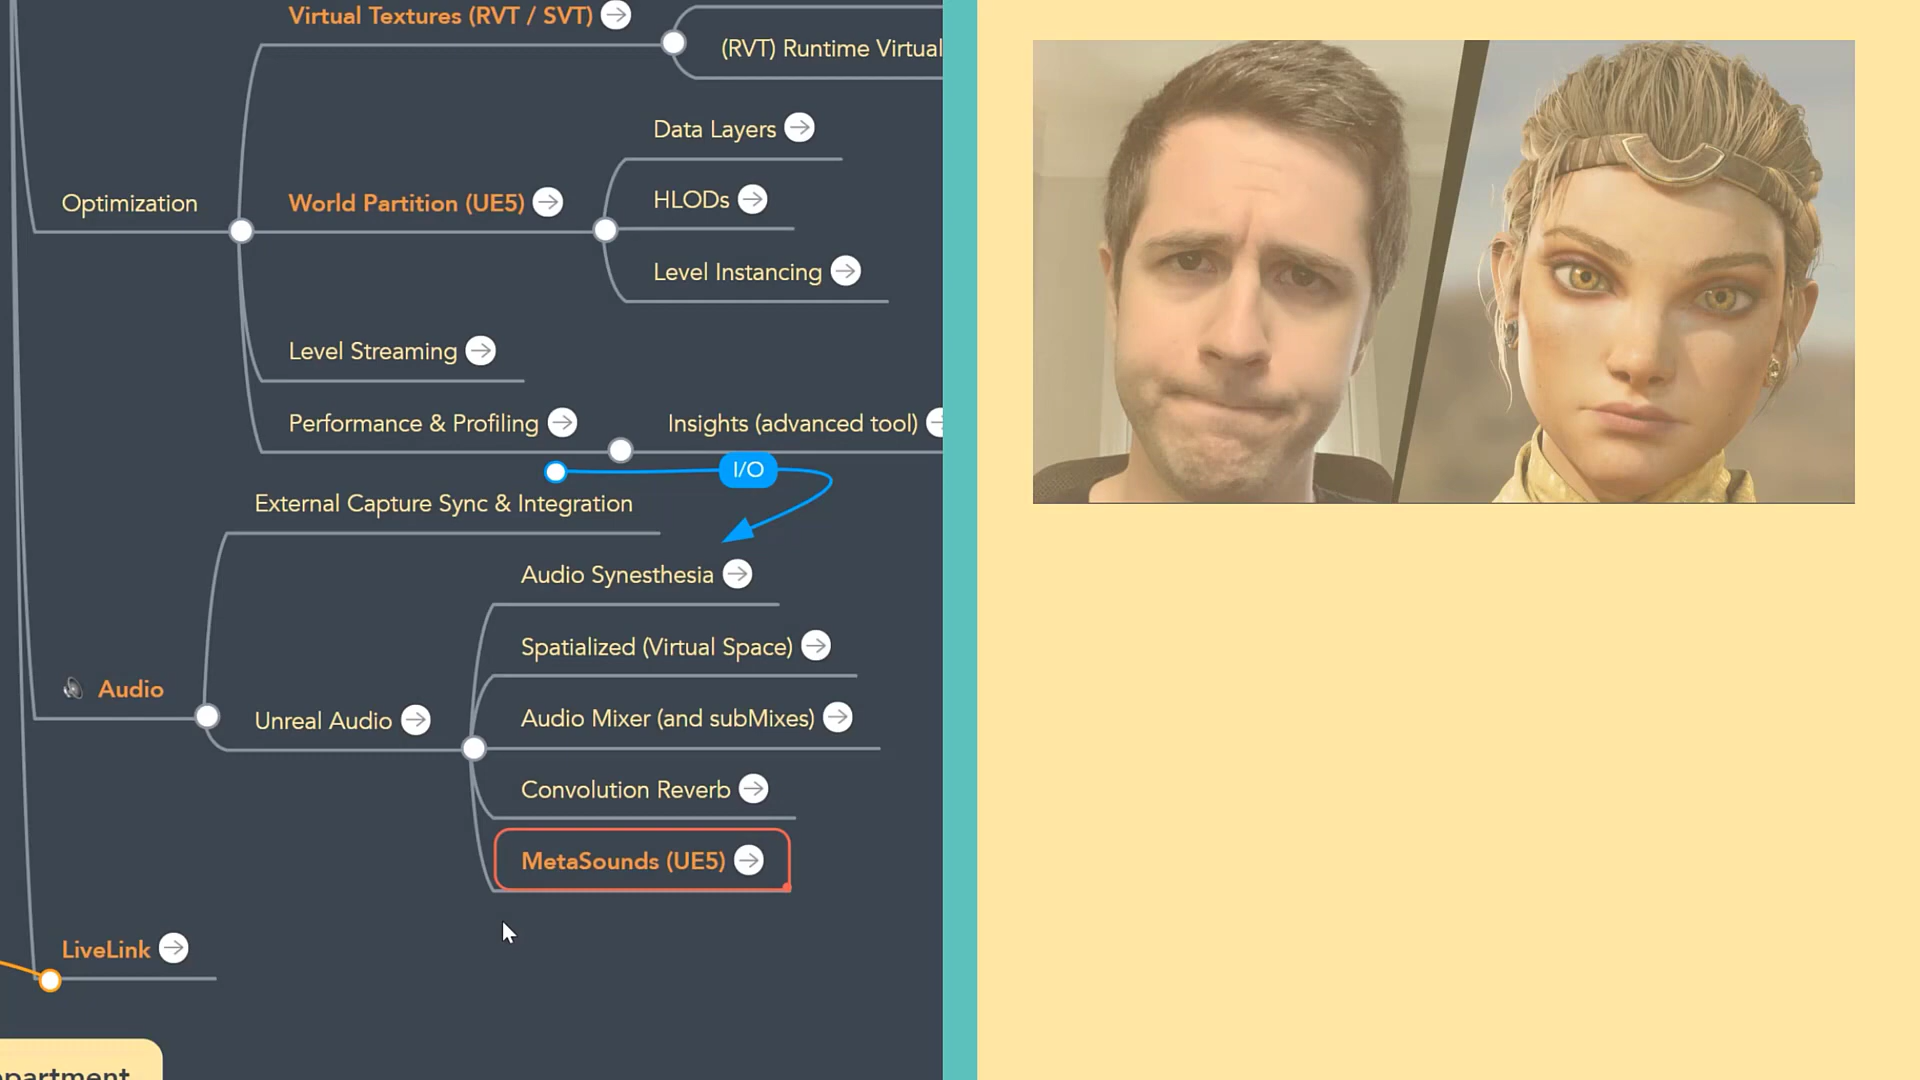 Virtual Textures (RVT / SVT)
(RVT) Runtime Virtual
Data Layers
Optimization
World Partition (UE5)
HLODs
Level Instancing
Level Streaming
Performance & Profiling
Insights (advanced tool)
I/O
External Capture Sync & Integration
Audio Synesthesia
Spatialized (Virtual Space)
Audio
Unreal Audio
Audio Mixer (and subMixes)
Convolution Reverb
MetaSounds (UE5)
LiveLink